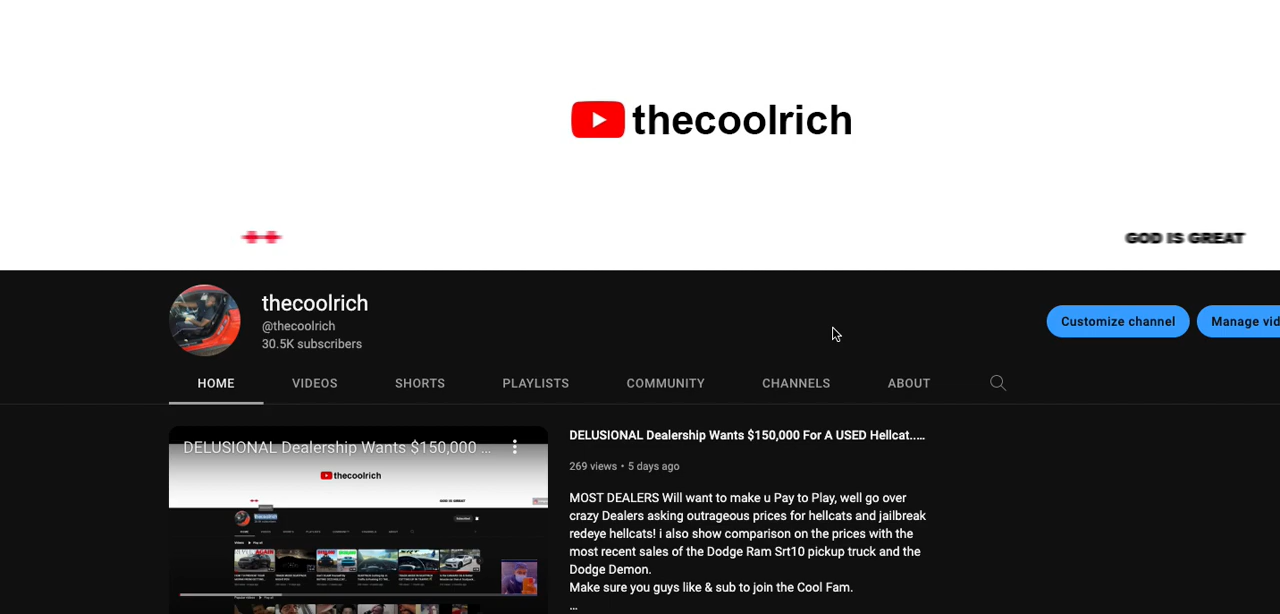 thecoolrich
GOD IS GREAT
thecoolrich
@thecoolrich
30.5K subscribers
Customize channel
Manage vid
HOME
VIDEOS
SHORTS
PLAYLISTS
COMMUNITY
CHANNELS
ABOUT
DELUSIONAL Dealership Wants $150,000 ...
thecoolrich
DELUSIONAL Dealership Wants $150,000 For A USED Hellcat.....
269 views • 5 days ago
MOST DEALERS Will want to make u Pay to Play, well go over
crazy Dealers asking outrageous prices for hellcats and jailbreak
redeye hellcats! i also show comparison on the prices with the
most recent sales of the Dodge Ram Srt10 pickup truck and the
Dodge Demon.
Make sure you guys like & sub to join the Cool Fam.
...